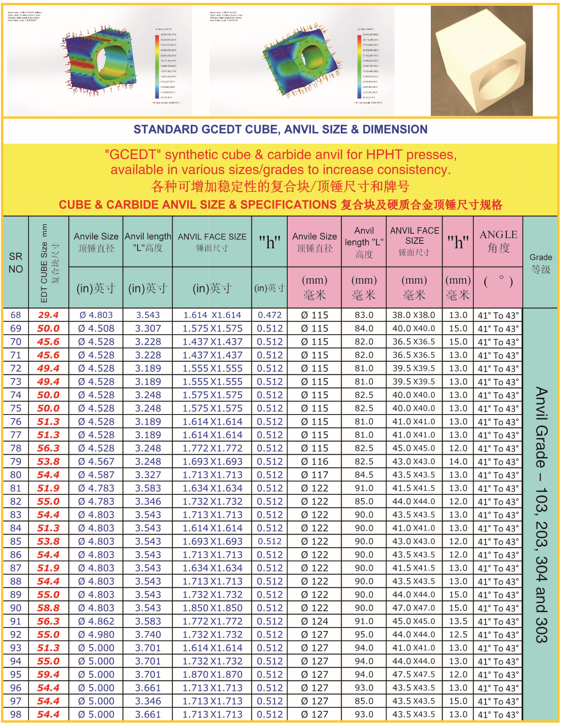 STANDARD GCEDT CUBE, ANVIL SIZE & DIMENSION
"GCEDT" synthetic cube & carbide anvil for HPHT presses,
available in various sizes/grades to increase consistency.
各种可增加稳定性的复合块/顶锤尺寸和牌号
CUBE & CARBIDE ANVIL SIZE & SPECIFICATIONS 复合块及硬质合金顶锤尺寸规格
SR NO
EDT CUBE Size mm 复合块尺寸
Anvile Size 顶锤直径 (in)英寸
Anvil length "L"高度 (in)英寸
ANVIL FACE SIZE 锤面尺寸 (in)英寸
"h" (in)英寸
Anvile Size 顶锤直径 (mm) 毫米
Anvil length "L" 高度 (mm) 毫米
ANVIL FACE SIZE 锤面尺寸 (mm) 毫米
"h" (mm) 毫米
ANGLE 角度 ( ° )
Grade 等级
68 29.4 Ø 4.803 3.543 1.614 X1.614 0.472 Ø 115 83.0 38.0 X38.0 13.0 41° To 43°
69 50.0 Ø 4.508 3.307 1.575 X1.575 0.512 Ø 115 84.0 40.0 X40.0 15.0 41° To 43°
70 45.6 Ø 4.528 3.228 1.437 X1.437 0.512 Ø 115 82.0 36.5 X36.5 15.0 41° To 43°
71 45.6 Ø 4.528 3.228 1.437 X1.437 0.512 Ø 115 82.0 36.5 X36.5 13.0 41° To 43°
72 49.4 Ø 4.528 3.189 1.555 X1.555 0.512 Ø 115 81.0 39.5 X39.5 13.0 41° To 43°
73 49.4 Ø 4.528 3.189 1.555 X1.555 0.512 Ø 115 81.0 39.5 X39.5 13.0 41° To 43°
74 50.0 Ø 4.528 3.248 1.575 X1.575 0.512 Ø 115 82.5 40.0 X40.0 13.0 41° To 43°
75 50.0 Ø 4.528 3.248 1.575 X1.575 0.512 Ø 115 82.5 40.0 X40.0 13.0 41° To 43°
76 51.3 Ø 4.528 3.189 1.614 X1.614 0.512 Ø 115 81.0 41.0 X41.0 13.0 41° To 43°
77 51.3 Ø 4.528 3.189 1.614 X1.614 0.512 Ø 115 81.0 41.0 X41.0 13.0 41° To 43°
78 56.3 Ø 4.528 3.248 1.772 X1.772 0.512 Ø 115 82.5 45.0 X45.0 12.0 41° To 43°
79 53.8 Ø 4.567 3.248 1.693 X1.693 0.512 Ø 116 82.5 43.0 X43.0 14.0 41° To 43°
80 54.4 Ø 4.587 3.327 1.713 X1.713 0.512 Ø 117 84.5 43.5 X43.5 13.0 41° To 43°
81 51.9 Ø 4.783 3.583 1.634 X1.634 0.512 Ø 122 91.0 41.5 X41.5 13.0 41° To 43°
82 55.0 Ø 4.783 3.346 1.732 X1.732 0.512 Ø 122 85.0 44.0 X44.0 12.0 41° To 43°
83 54.4 Ø 4.803 3.543 1.713 X1.713 0.512 Ø 122 90.0 43.5 X43.5 13.0 41° To 43°
84 51.3 Ø 4.803 3.543 1.614 X1.614 0.512 Ø 122 90.0 41.0 X41.0 13.0 41° To 43°
85 53.8 Ø 4.803 3.543 1.693 X1.693 0.512 Ø 122 90.0 43.0 X43.0 12.0 41° To 43°
86 54.4 Ø 4.803 3.543 1.713 X1.713 0.512 Ø 122 90.0 43.5 X43.5 12.0 41° To 43°
87 51.9 Ø 4.803 3.543 1.634 X1.634 0.512 Ø 122 90.0 41.5 X41.5 13.0 41° To 43°
88 54.4 Ø 4.803 3.543 1.713 X1.713 0.512 Ø 122 90.0 43.5 X43.5 13.0 41° To 43°
89 55.0 Ø 4.803 3.543 1.732 X1.732 0.512 Ø 122 90.0 44.0 X44.0 15.0 41° To 43°
90 58.8 Ø 4.803 3.543 1.850 X1.850 0.512 Ø 122 90.0 47.0 X47.0 15.0 41° To 43°
91 56.3 Ø 4.862 3.583 1.772 X1.772 0.512 Ø 124 91.0 45.0 X45.0 13.5 41° To 43°
92 55.0 Ø 4.980 3.740 1.732 X1.732 0.512 Ø 127 95.0 44.0 X44.0 12.5 41° To 43°
93 51.3 Ø 5.000 3.701 1.614 X1.614 0.512 Ø 127 94.0 41.0 X41.0 13.0 41° To 43°
94 55.0 Ø 5.000 3.701 1.732 X1.732 0.512 Ø 127 94.0 44.0 X44.0 13.0 41° To 43°
95 59.4 Ø 5.000 3.701 1.870 X1.870 0.512 Ø 127 94.0 47.5 X47.5 12.0 41° To 43°
96 54.4 Ø 5.000 3.661 1.713 X1.713 0.512 Ø 127 93.0 43.5 X43.5 13.0 41° To 43°
97 54.4 Ø 5.000 3.346 1.713 X1.713 0.512 Ø 127 85.0 43.5 X43.5 15.0 41° To 43°
98 54.4 Ø 5.000 3.661 1.713 X1.713 0.512 Ø 127 93.0 43.5 X43.5 13.0 41° To 43°
Anvil Grade – 103, 203, 304 and 303